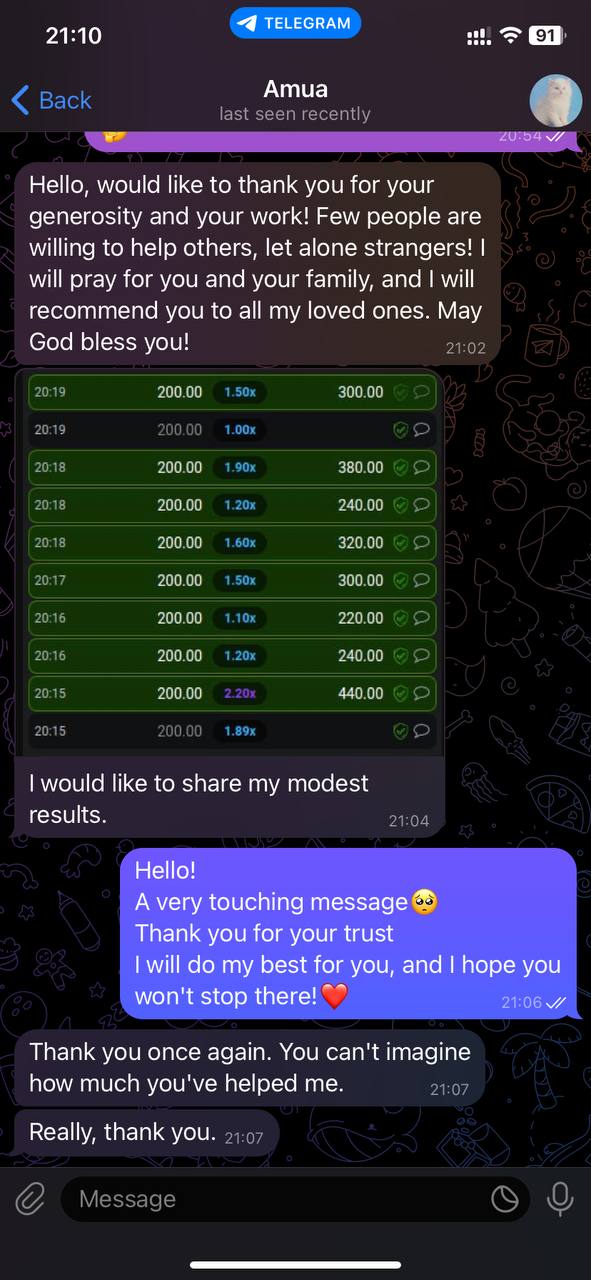 21:10
TELEGRAM
91
Back
Amua
last seen recently
20:54
Hello, would like to thank you for your
generosity and your work! Few people are
willing to help others, let alone strangers! I
will pray for you and your family, and I will
recommend you to all my loved ones. May
God bless you!
21:02
20:19 200.00 1.50x 300.00
20:19 200.00 1.00x
20:18 200.00 1.90x 380.00
20:18 200.00 1.20x 240.00
20:18 200.00 1.60x 320.00
20:17 200.00 1.50x 300.00
20:16 200.00 1.10x 220.00
20:16 200.00 1.20x 240.00
20:15 200.00 2.20x 440.00
20:15 200.00 1.89x
I would like to share my modest
results.
21:04
Hello!
A very touching message🥺
Thank you for your trust
I will do my best for you, and I hope you
won't stop there!❤️
21:06
Thank you once again. You can't imagine
how much you've helped me.
21:07
Really, thank you. 21:07
Message